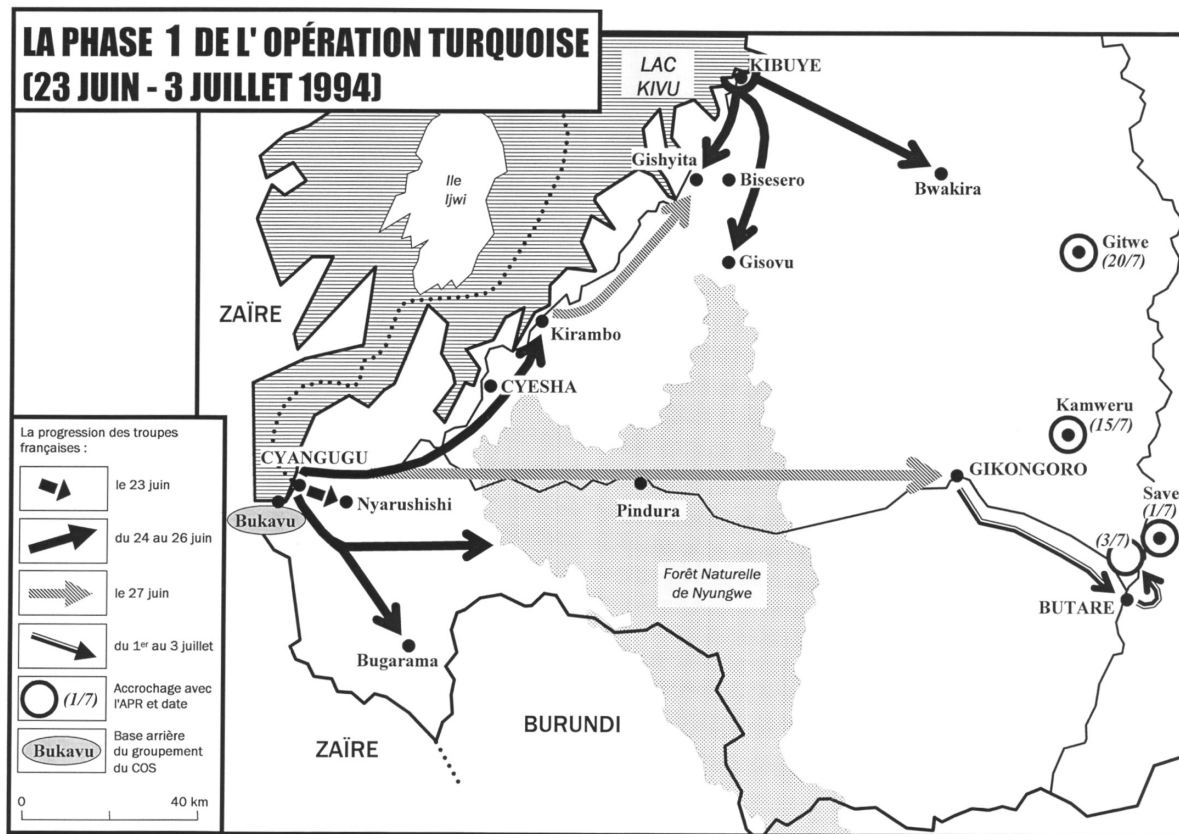 LA PHASE 1 DE L' OPÉRATION TURQUOISE
(23 JUIN - 3 JUILLET 1994)
LAC
KIVU
KIBUYE
Gishyita
Bisesero
Bwakira
Ile
Ijwi
Gisovu
Gitwe
(20/7)
ZAÏRE
Kirambo
CYESHA
Kamweru
(15/7)
CYANGUGU
GIKONGORO
Nyarushishi
Pindura
Save
(1/7)
Bukavu
(3/7)
Forêt Naturelle
de Nyungwe
BUTARE
Bugarama
BURUNDI
ZAÏRE
La progression des troupes
françaises :
le 23 juin
du 24 au 26 juin
le 27 juin
du 1er au 3 juillet
(1/7)
Accrochage avec
l'APR et date
Bukavu
Base arrière
du groupement
du COS
0 40 km